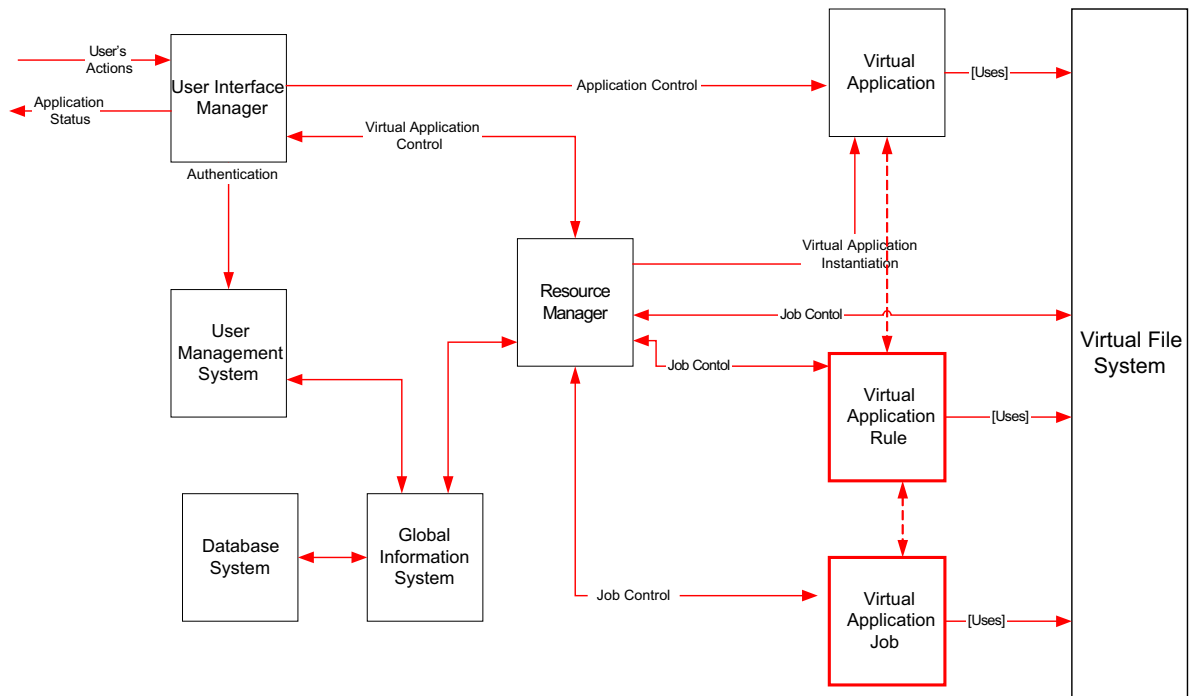 User's
Actions
Application
Status
User Interface
Manager
Application Control
Virtual
Application
[Uses]
Virtual Application
Control
Authentication
Virtual Application
Instantiation
Resource
Manager
Job Contol
Virtual File
System
User
Management
System
Job Contol
Virtual
Application
Rule
[Uses]
Database
System
Global
Information
System
Job Control
Virtual
Application
Job
[Uses]